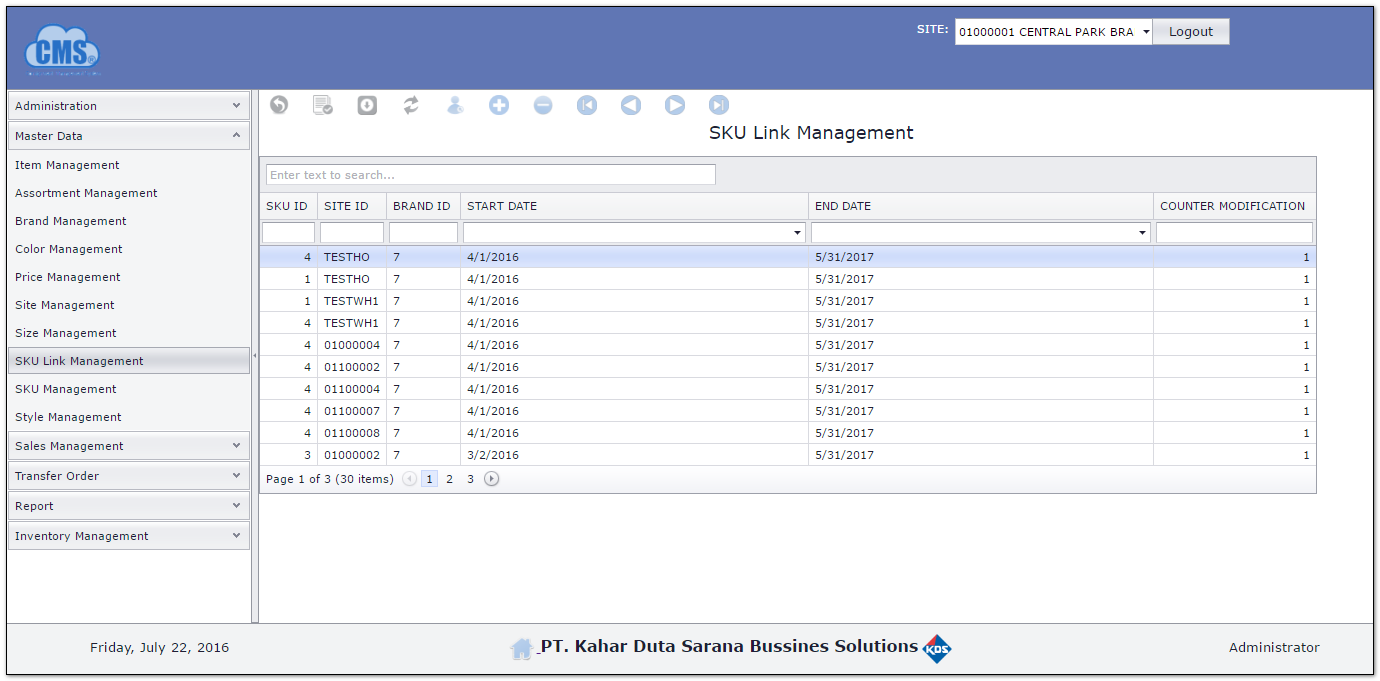 CMS®
SITE: 01000001 CENTRAL PARK BRA Logout
Administration
Master Data
Item Management
Assortment Management
Brand Management
Color Management
Price Management
Site Management
Size Management
SKU Link Management
SKU Management
Style Management
Sales Management
Transfer Order
Report
Inventory Management
SKU Link Management
Enter text to search...
SKU ID SITE ID BRAND ID START DATE END DATE COUNTER MODIFICATION
4 TESTHO 7 4/1/2016 5/31/2017 1
1 TESTHO 7 4/1/2016 5/31/2017 1
1 TESTWH1 7 4/1/2016 5/31/2017 1
4 TESTWH1 7 4/1/2016 5/31/2017 1
4 01000004 7 4/1/2016 5/31/2017 1
4 01100002 7 4/1/2016 5/31/2017 1
4 01100004 7 4/1/2016 5/31/2017 1
4 01100007 7 4/1/2016 5/31/2017 1
4 01100008 7 4/1/2016 5/31/2017 1
3 01000002 7 3/2/2016 5/31/2017 1
Page 1 of 3 (30 items) 1 2 3
Friday, July 22, 2016
PT. Kahar Duta Sarana Bussines Solutions KDS
Administrator